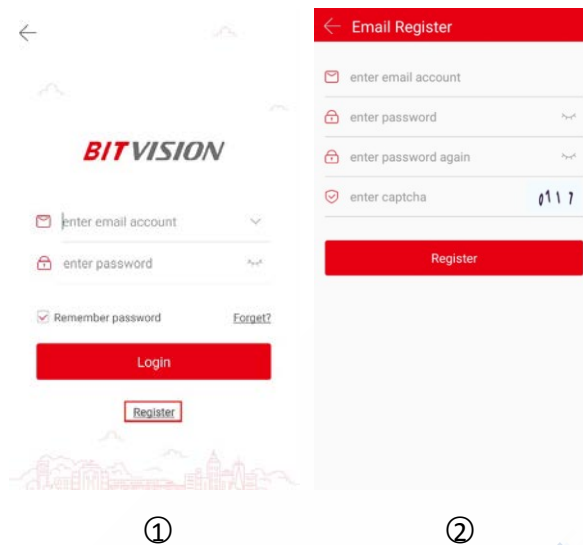 BITVISION
enter email account
enter password
Remember password Forget?
Login
Register
①
Email Register
enter email account
enter password
enter password again
enter captcha 0917
Register
②